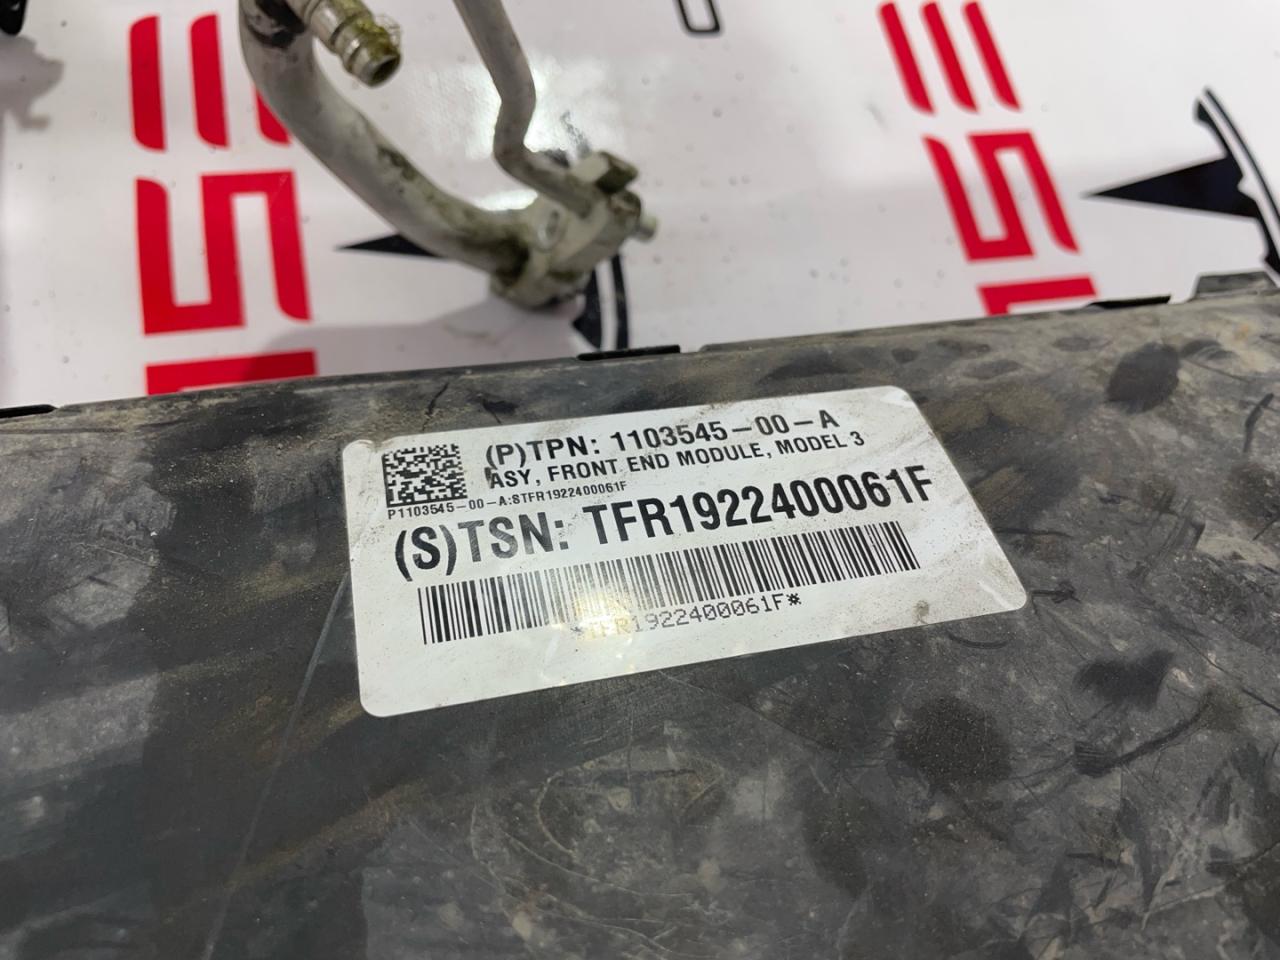 (P)TPN: 1103545-00-A
ASY, FRONT END MODULE, MODEL 3
P1103545-00-A:STFR1922400061F
(S)TSN: TFR1922400061F
*TFR1922400061F*